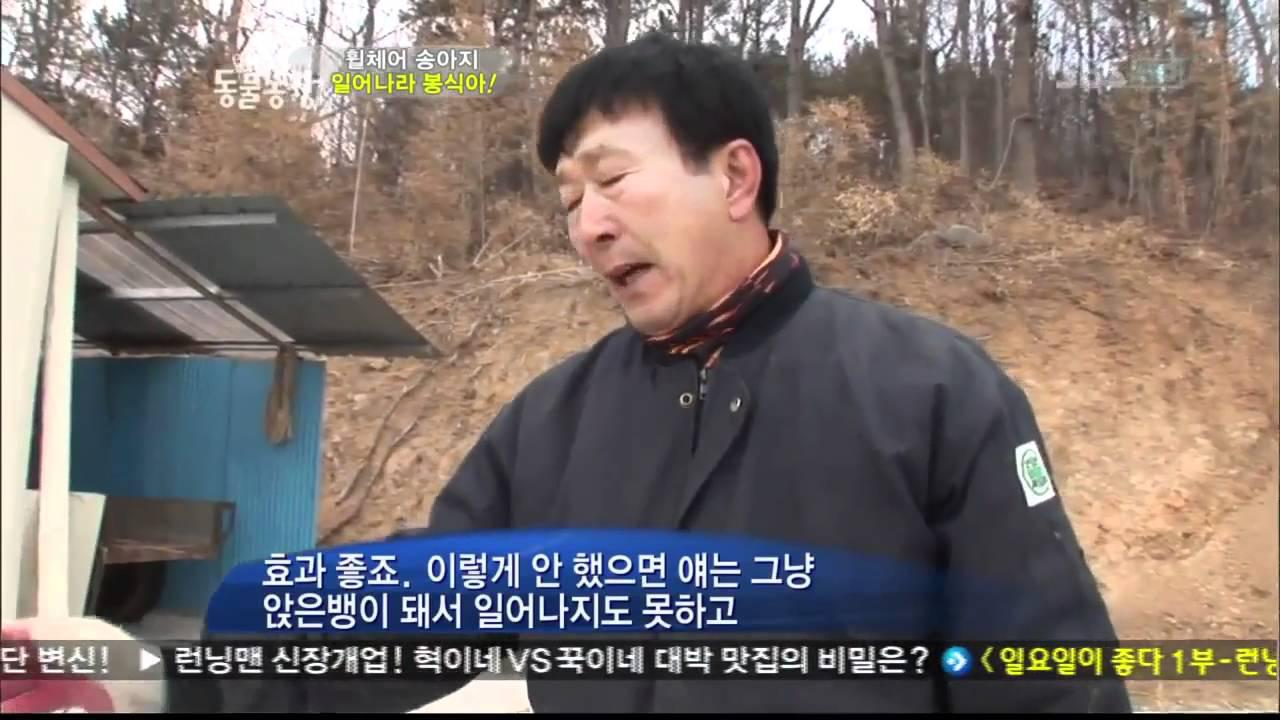 동물농장
휠체어 송아지
일어나라 봉식아!
SBS
효과 좋죠. 이렇게 안 했으면 얘는 그냥
앉은뱅이 돼서 일어나지도 못하고
단 변신! ▶ 런닝맨 신장개업! 혁이네 VS 꾹이네 대박 맛집의 비밀은? 《일요일이 좋다 1부-런닝